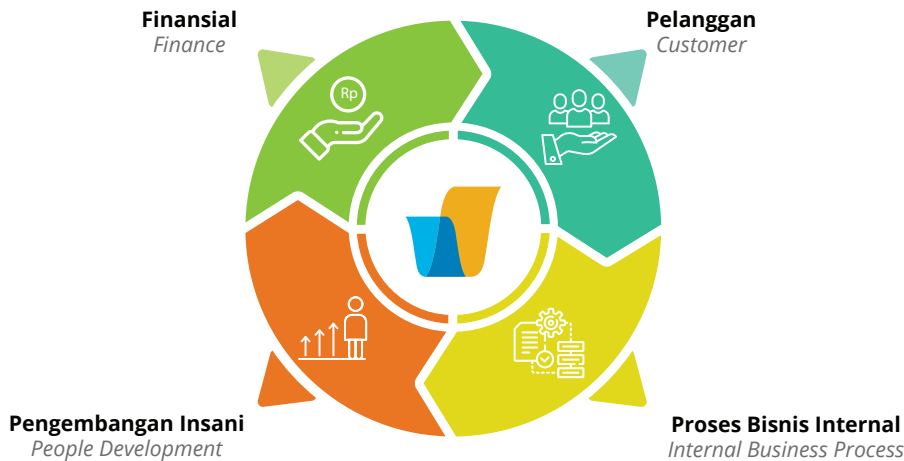 Finansial
Finance
Pelanggan
Customer
Rp
Pengembangan Insani
People Development
Proses Bisnis Internal
Internal Business Process